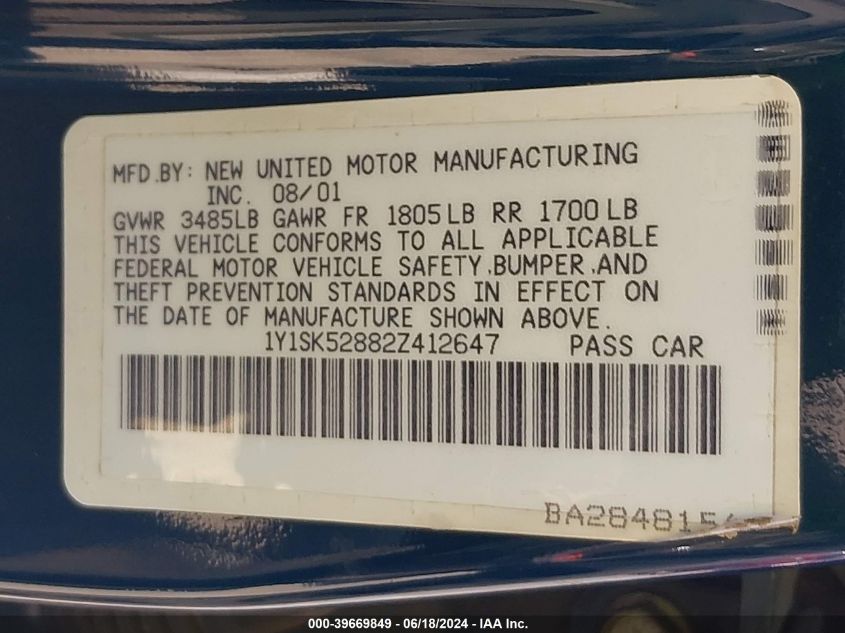 MFD.BY: NEW UNITED MOTOR MANUFACTURING
INC. 08/01
GVWR 3485LB GAWR FR 1805LB RR 1700LB
THIS VEHICLE CONFORMS TO ALL APPLICABLE
FEDERAL MOTOR VEHICLE SAFETY,BUMPER,AND
THEFT PREVENTION STANDARDS IN EFFECT ON
THE DATE OF MANUFACTURE SHOWN ABOVE.
1Y1SK52882Z412647 PASS CAR
000-39669849 - 06/18/2024 - IAA Inc.